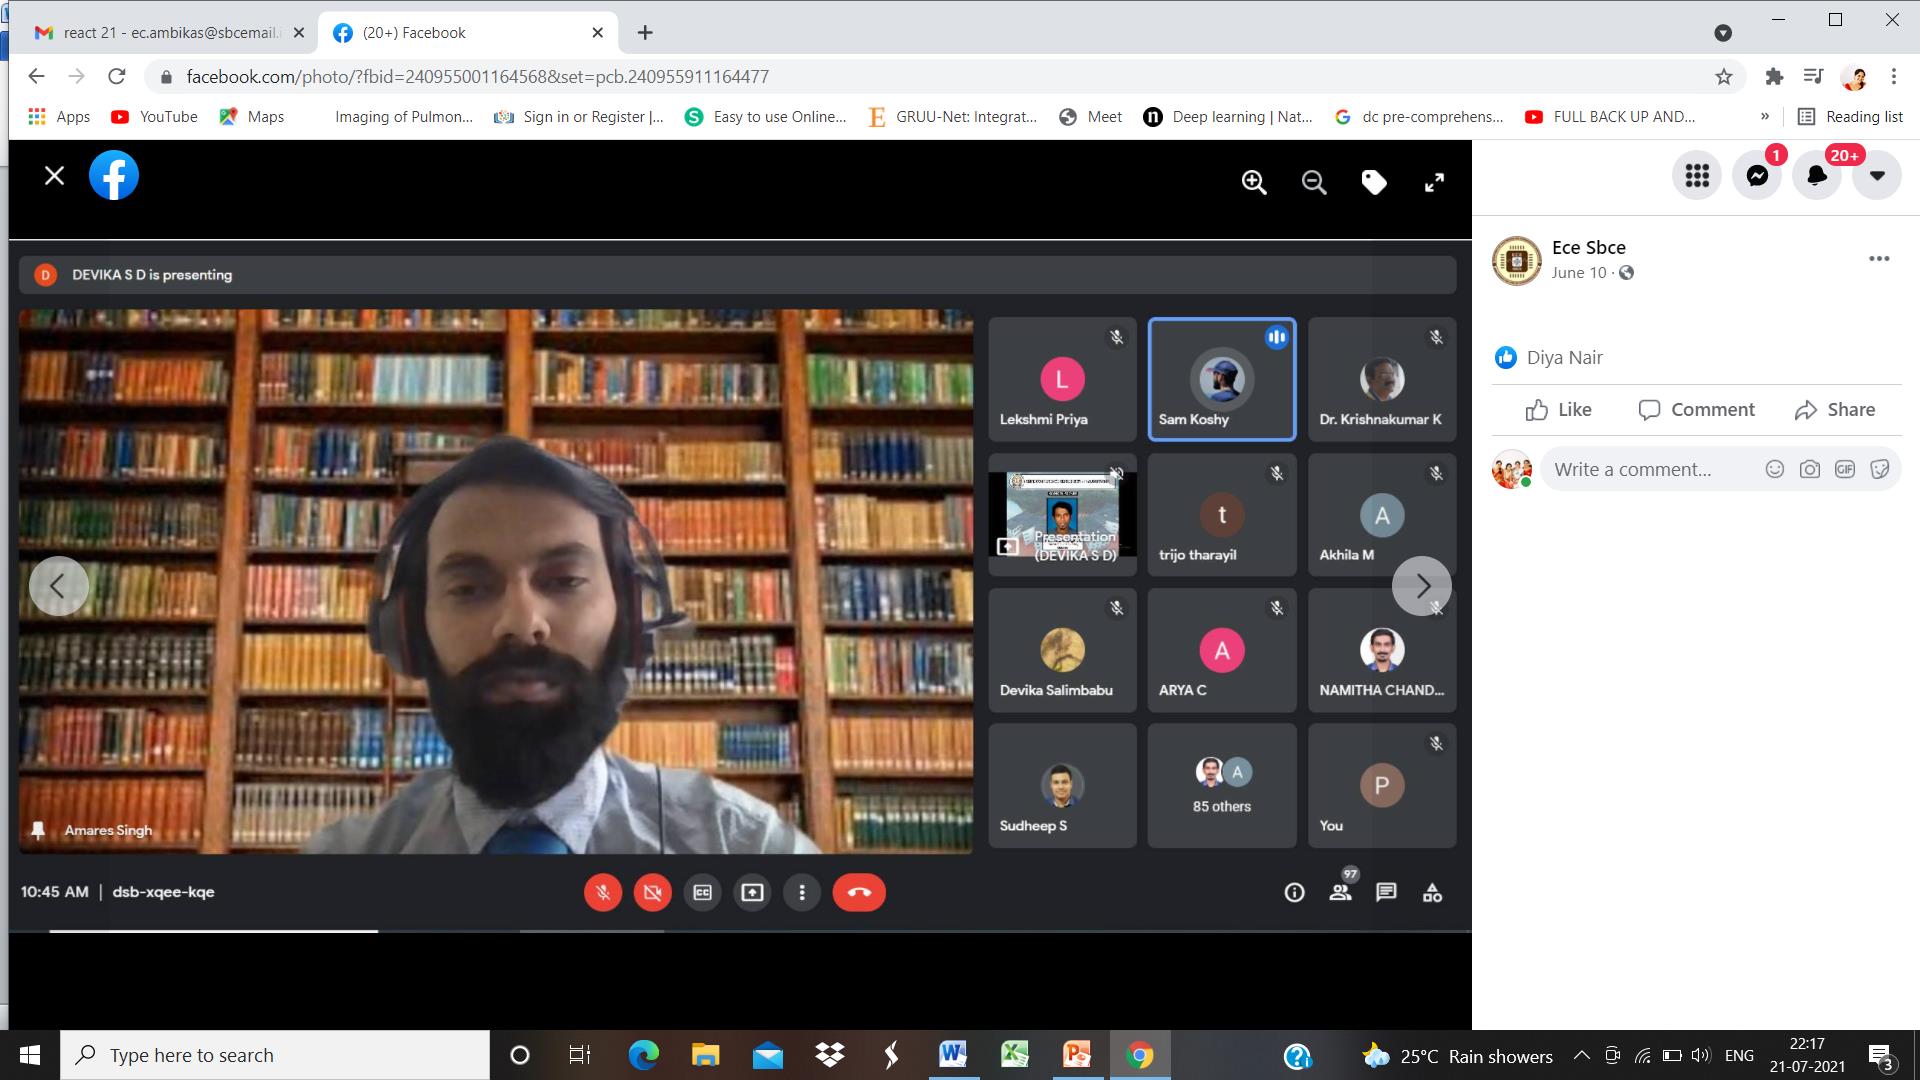 react 21 - ec.ambikas@sbcemail.i
(20+) Facebook
facebook.com/photo/?fbid=240955001164568&set=pcb.240955911164477
Apps YouTube Maps Imaging of Pulmon... Sign in or Register |... Easy to use Online... GRUU-Net: Integrat... Meet Deep learning | Nat... dc pre-comprehens... FULL BACK UP AND... » Reading list
1 20+
D DEVIKA S D is presenting
Ece Sbce
June 10 ·
Diya Nair
Like Comment Share
Write a comment...
GIF
L
Lekshmi Priya
Sam Koshy
Dr. Krishnakumar K
Presentation
(DEVIKA S D)
t
trijo tharayil
A
Akhila M
Devika Salimbabu
A
ARYA C
NAMITHA CHAND...
Sudheep S
A
85 others
P
You
Amares Singh
10:45 AM | dsb-xqee-kqe
CC
97
Type here to search
25°C Rain showers
ENG
22:17
21-07-2021
3